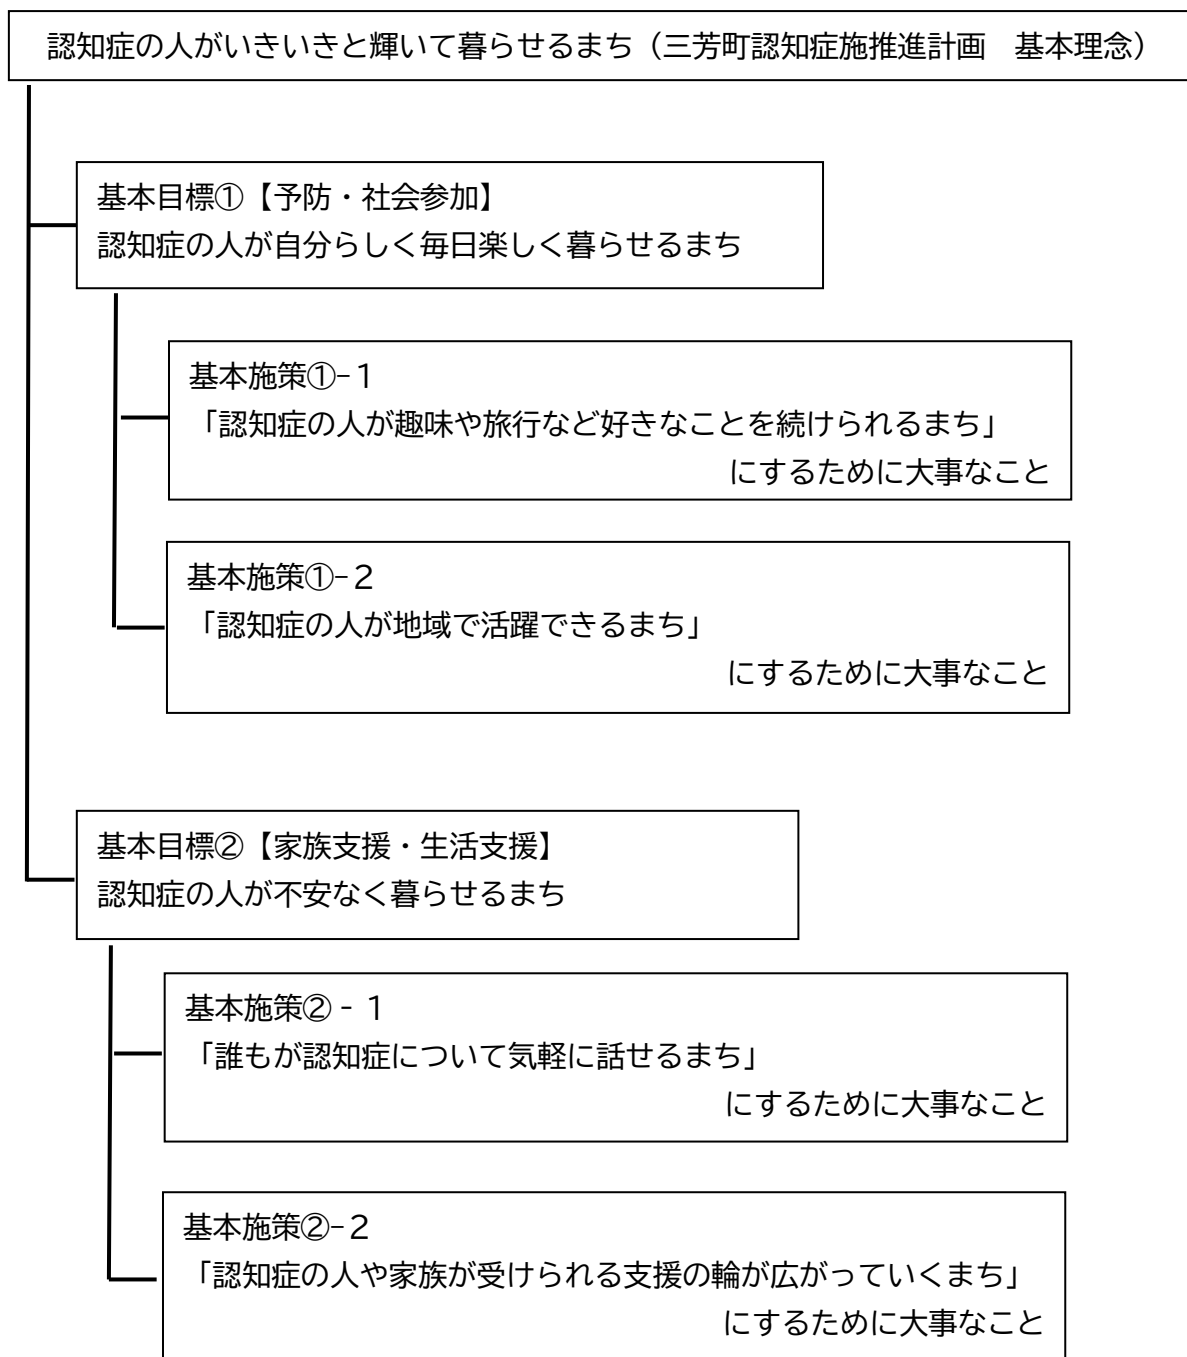 認知症の人がいきいきと輝いて暮らせるまち（三芳町認知症施推進計画　基本理念）
基本目標①【予防・社会参加】
認知症の人が自分らしく毎日楽しく暮らせるまち
基本施策①-１
「認知症の人が趣味や旅行など好きなことを続けられるまち」
にするために大事なこと
基本施策①-２
「認知症の人が地域で活躍できるまち」
にするために大事なこと
基本目標②【家族支援・生活支援】
認知症の人が不安なく暮らせるまち
基本施策② - １
「誰もが認知症について気軽に話せるまち」
にするために大事なこと
基本施策②-２
「認知症の人や家族が受けられる支援の輪が広がっていくまち」
にするために大事なこと